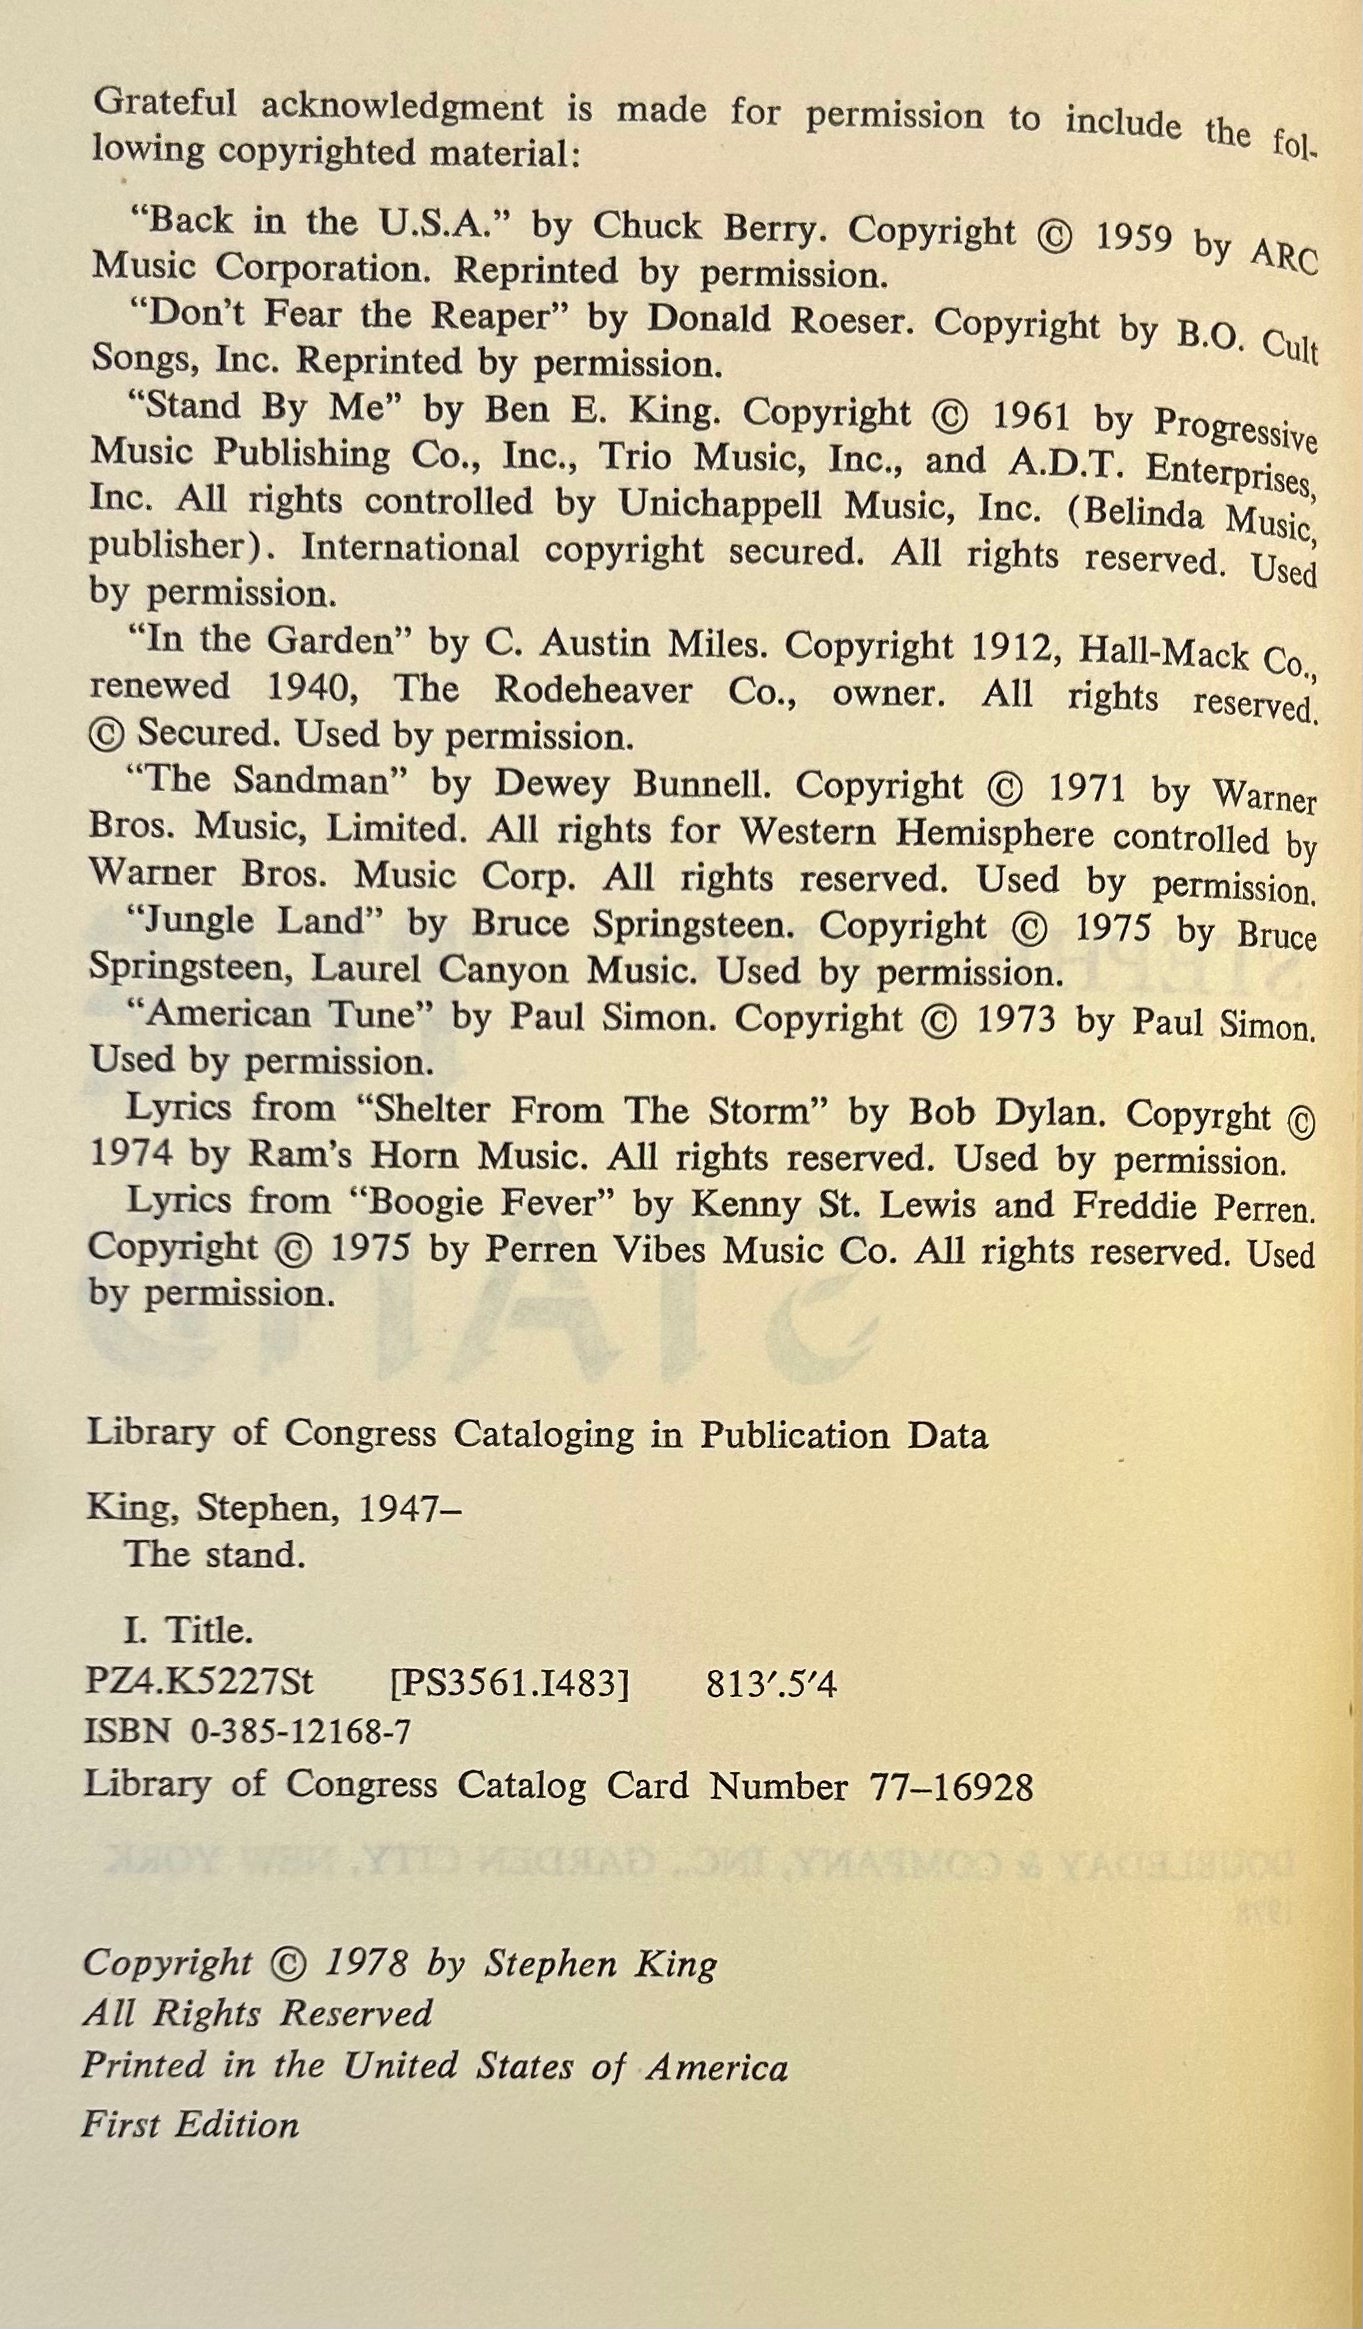 Grateful acknowledgment is made for permission to include the fol-
lowing copyrighted material:
“Back in the U.S.A.” by Chuck Berry. Copyright © 1959 by ARC
Music Corporation. Reprinted by permission.
“Don't Fear the Reaper” by Donald Roeser. Copyright by B.O. Cult
Songs, Inc. Reprinted by permission.
“Stand By Me” by Ben E. King. Copyright © 1961 by Progressive
Music Publishing Co., Inc., Trio Music, Inc., and A.D.T. Enterprises,
Inc. All rights controlled by Unichappell Music, Inc. (Belinda Music,
publisher). International copyright secured. All rights reserved. Used
by permission.
“In the Garden” by C. Austin Miles. Copyright 1912, Hall-Mack Co.,
renewed 1940, The Rodeheaver Co., owner. All rights reserved.
© Secured. Used by permission.
“The Sandman” by Dewey Bunnell. Copyright © 1971 by Warner
Bros. Music, Limited. All rights for Western Hemisphere controlled by
Warner Bros. Music Corp. All rights reserved. Used by permission.
“Jungle Land” by Bruce Springsteen. Copyright © 1975 by Bruce
Springsteen, Laurel Canyon Music. Used by permission.
“American Tune” by Paul Simon. Copyright © 1973 by Paul Simon.
Used by permission.
Lyrics from “Shelter From The Storm” by Bob Dylan. Copyrght ©
1974 by Ram's Horn Music. All rights reserved. Used by permission.
Lyrics from “Boogie Fever” by Kenny St. Lewis and Freddie Perren.
Copyright © 1975 by Perren Vibes Music Co. All rights reserved. Used
by permission.
Library of Congress Cataloging in Publication Data
King, Stephen, 1947–
The stand.
I. Title.
PZ4.K5227St [PS3561.I483] 813′.5′4
ISBN 0-385-12168-7
Library of Congress Catalog Card Number 77–16928
DOUBLEDAY & COMPANY, INC., GARDEN CITY, NEW YORK
1978
Copyright © 1978 by Stephen King
All Rights Reserved
Printed in the United States of America
First Edition